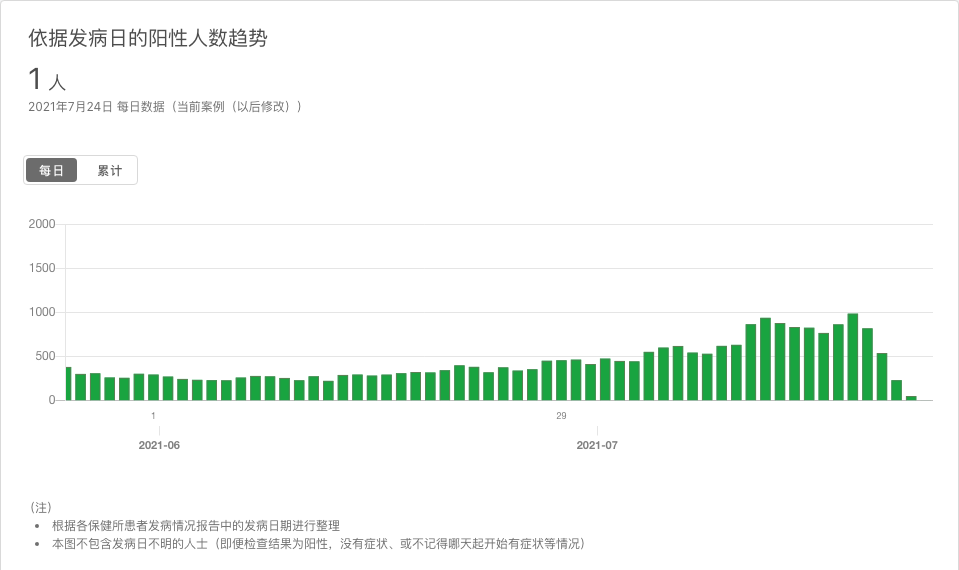 依据发病日的阳性人数趋势
1 人
2021年7月24日 每日数据（当前案例（以后修改））
每日 累计
2000
1500
1000
500
0
1 29
2021-06 2021-07
（注）
• 根据各保健所患者发病情况报告中的发病日期进行整理
• 本图不包含发病日不明的人士（即便检查结果为阳性，没有症状、或不记得哪天起开始有症状等情况）